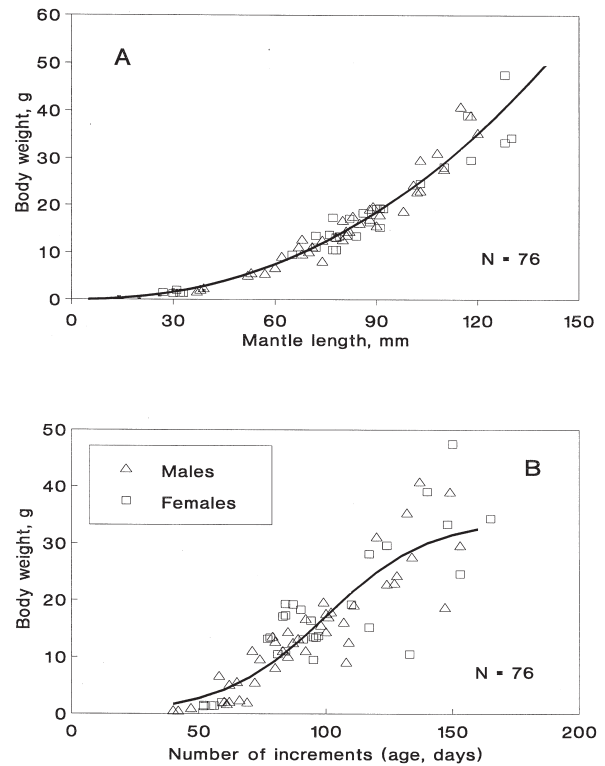 60
50
40
30
20
10
0
Body weight, g
A
N = 76
0 30 60 90 120 150
Mantle length, mm
50
40
30
20
10
0
Body weight, g
Males
Females
B
N = 76
0 50 100 150 200
Number of increments (age, days)